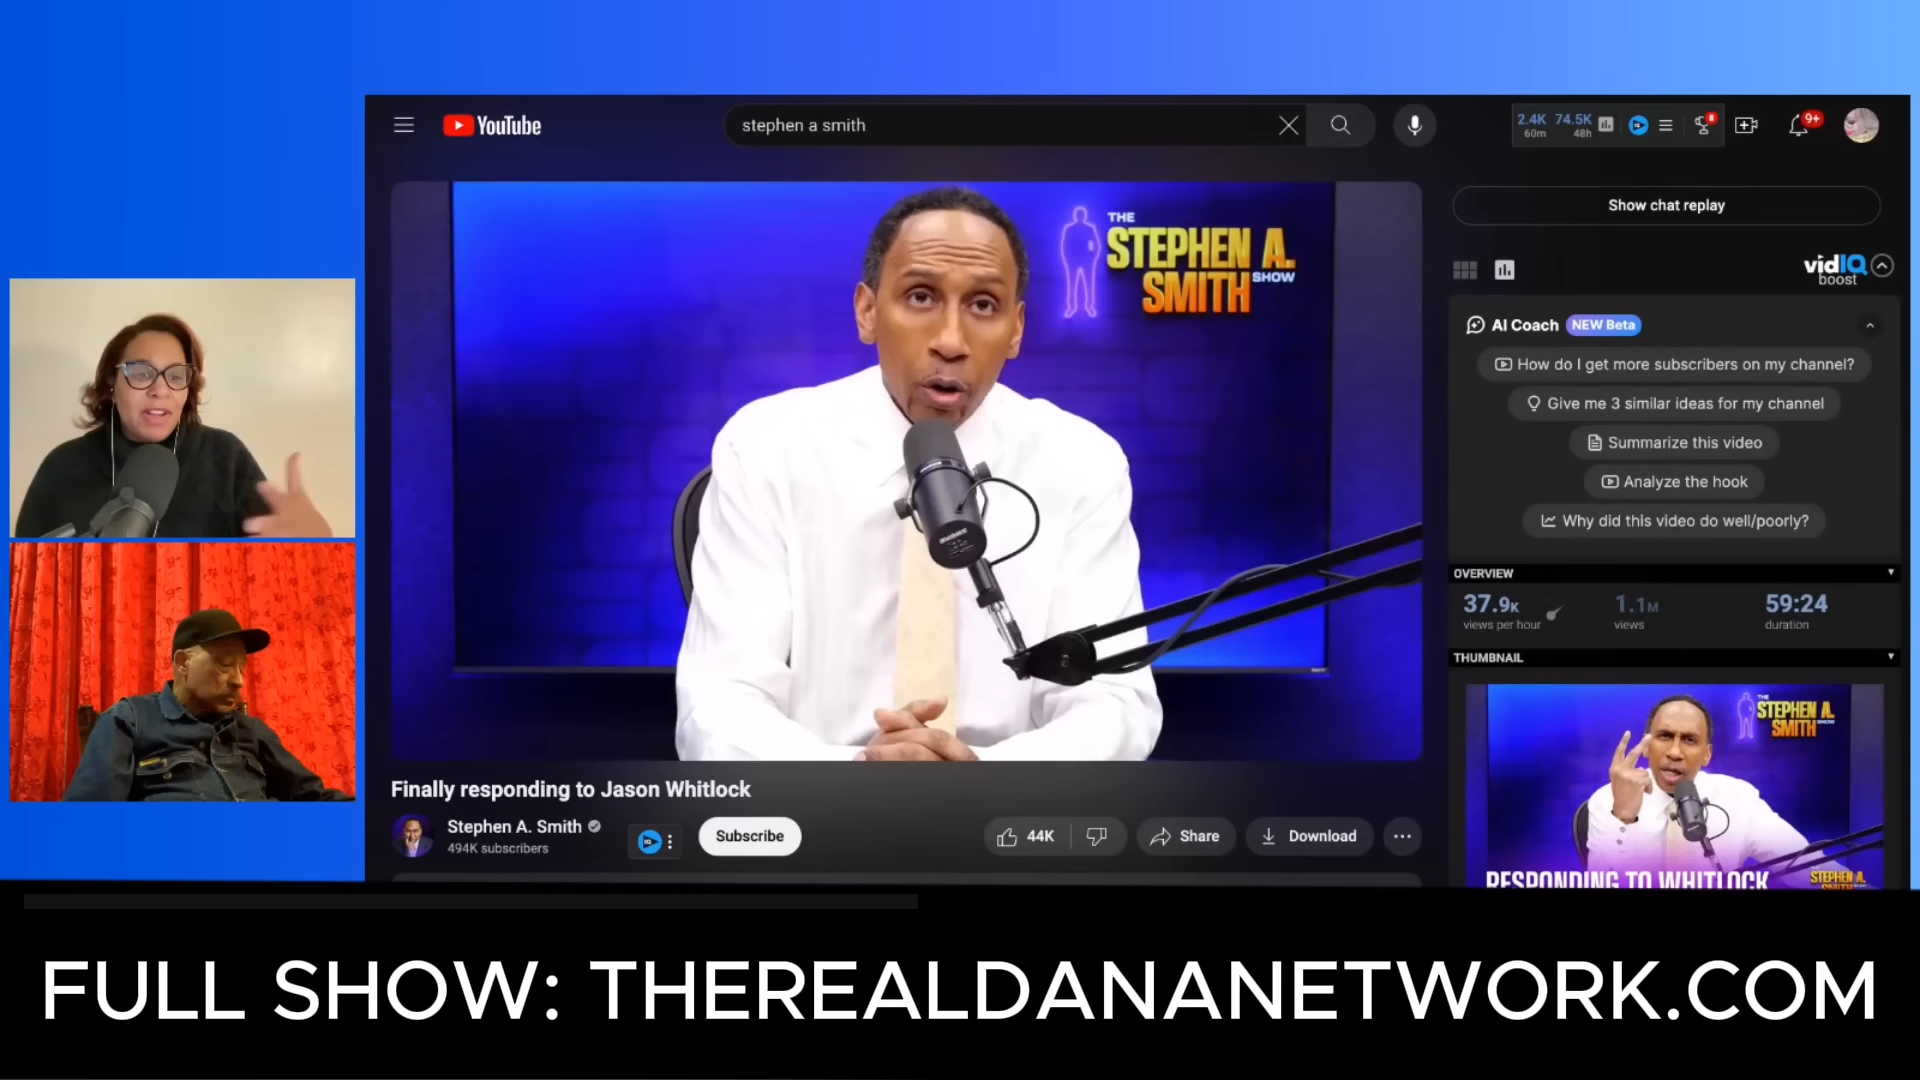 YouTube
stephen a smith
2.4K 74.5K
60m 48h
9+
THE
STEPHEN A.
SMITH SHOW
Show chat replay
vidIQ
boost
AI Coach NEW Beta
How do I get more subscribers on my channel?
Give me 3 similar ideas for my channel
Summarize this video
Analyze the hook
Why did this video do well/poorly?
OVERVIEW
37.9K 1.1M 59:24
views per hour views duration
THUMBNAIL
THE
STEPHEN A.
SMITH SHOW
RESPONDING TO WHITLOCK
STEPHEN A.
SMITH
Finally responding to Jason Whitlock
Stephen A. Smith
494K subscribers
Subscribe
44K
Share
Download
FULL SHOW: THEREALDANANETWORK.COM